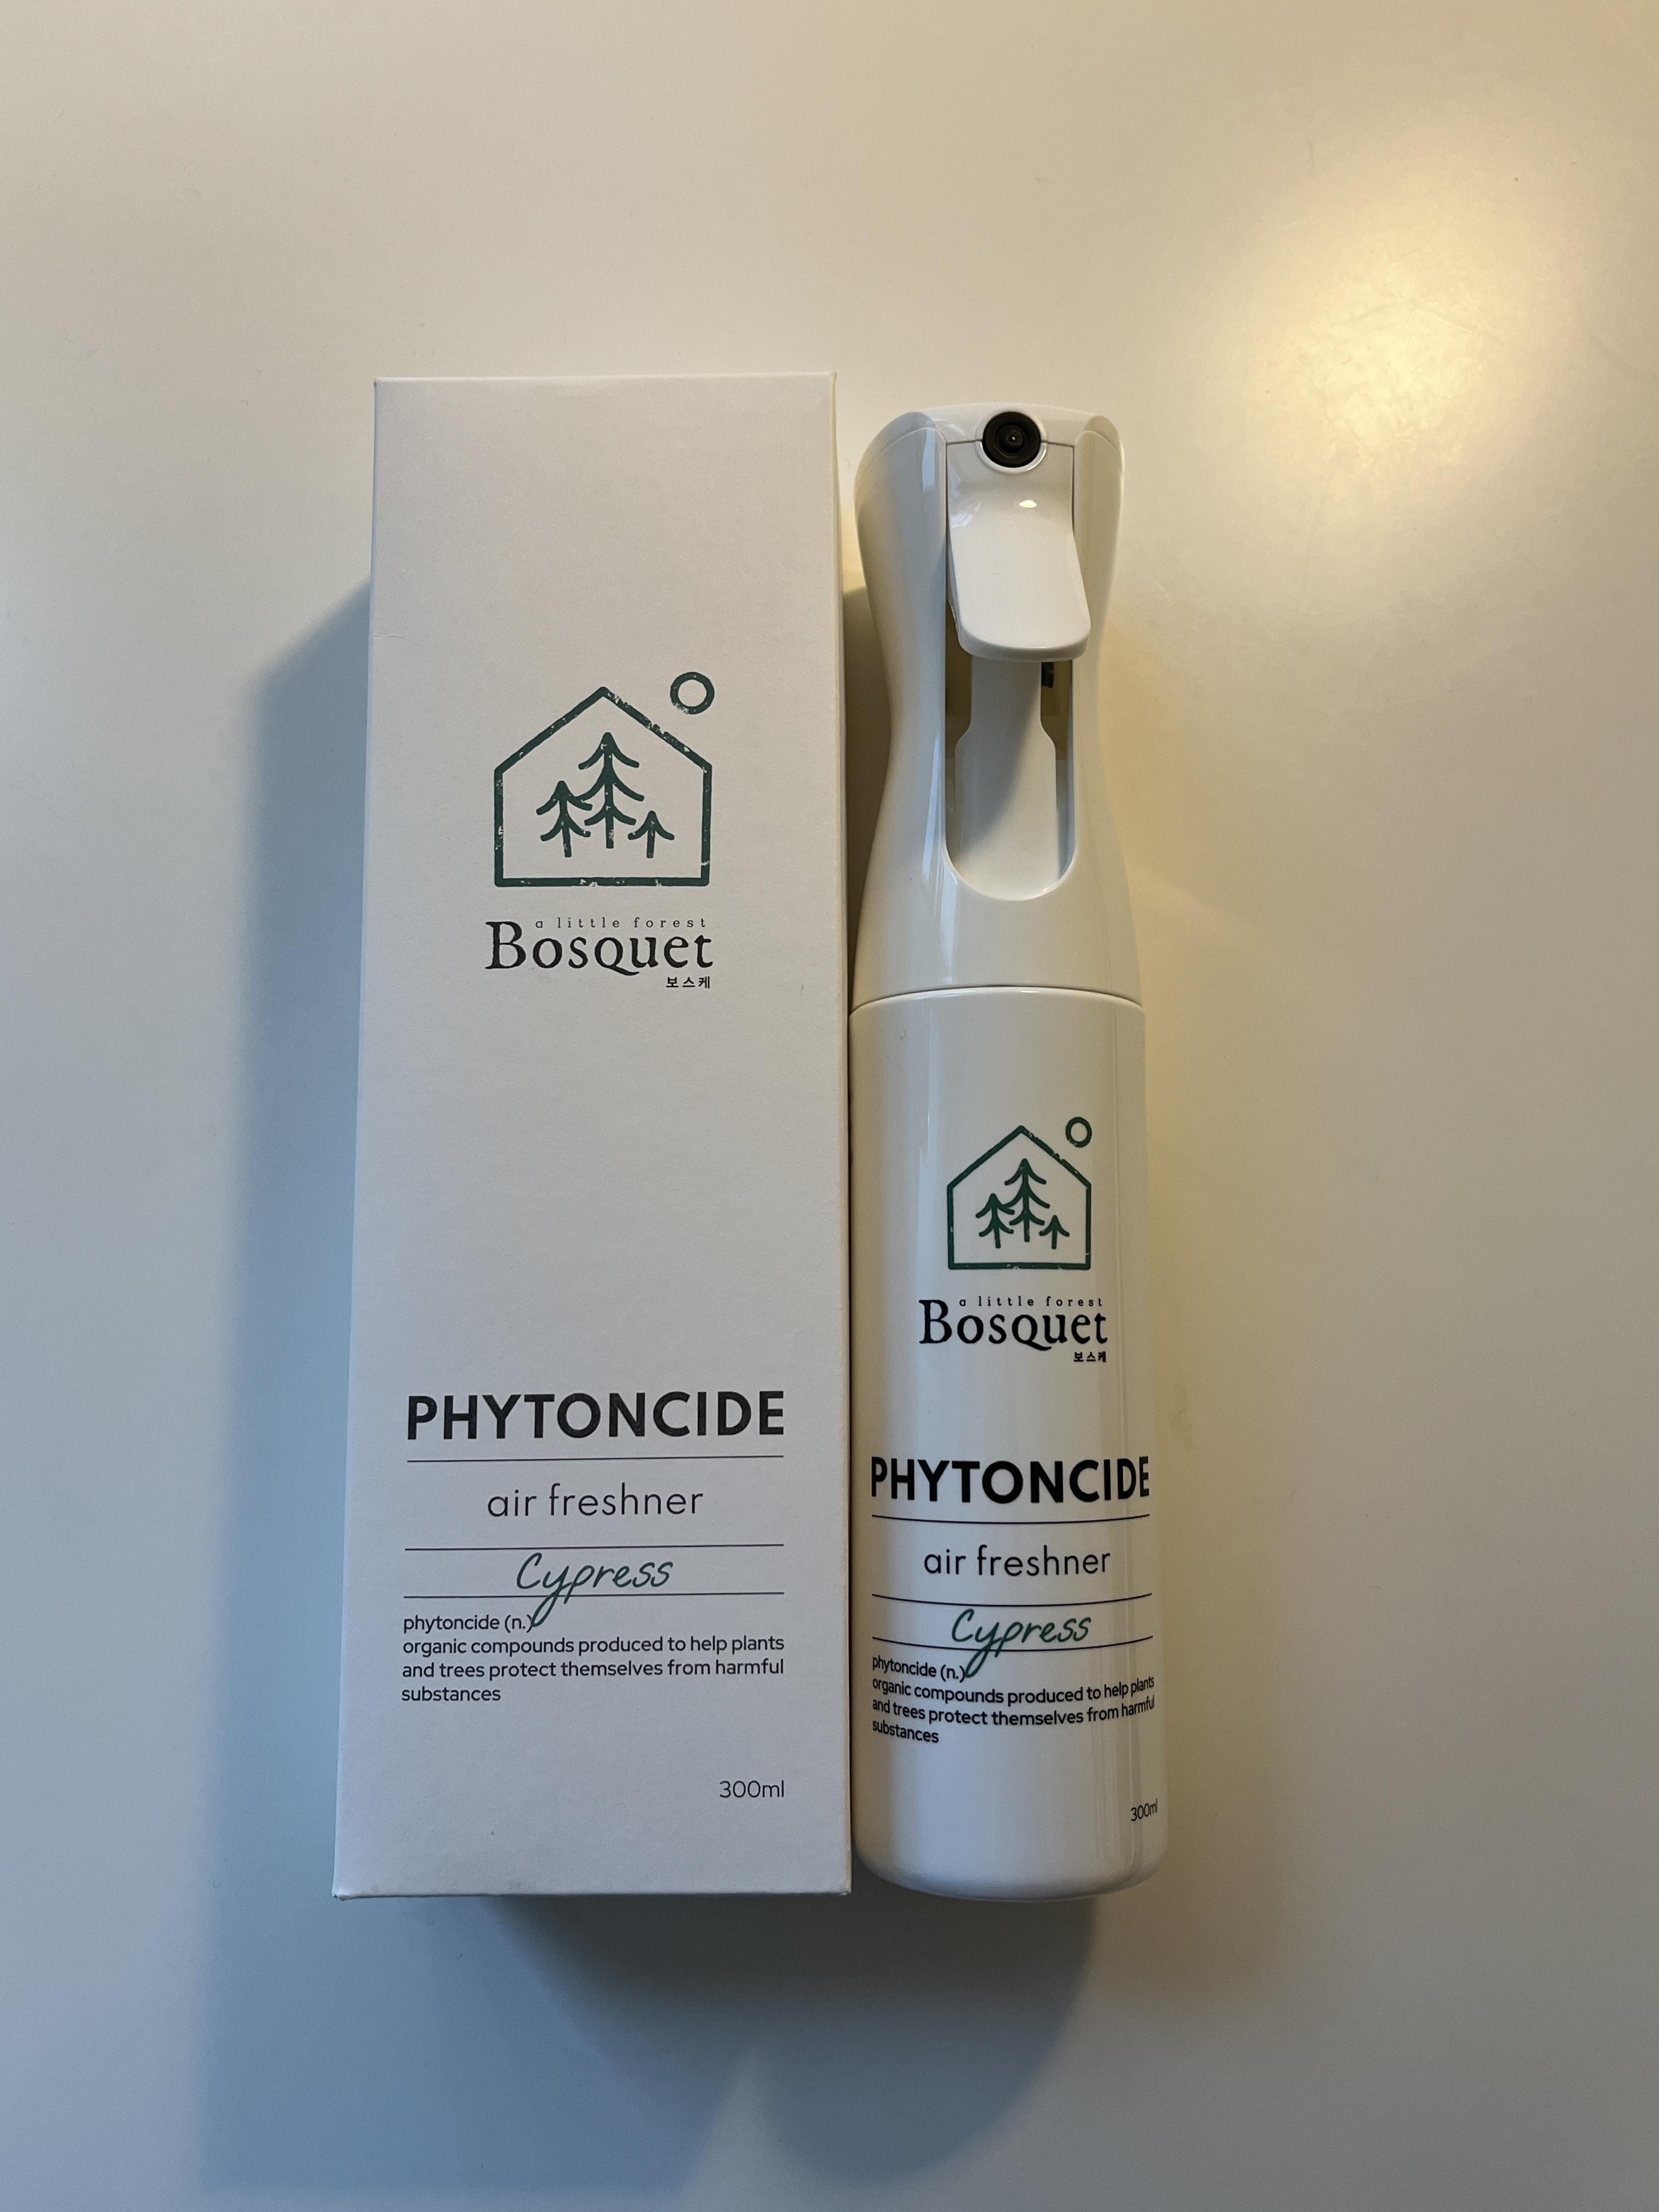 a little forest
Bosquet
보스케
PHYTONCIDE
air freshner
Cypress
phytoncide (n.)
organic compounds produced to help plants
and trees protect themselves from harmful
substances
300ml
a little forest
Bosquet
보스케
PHYTONCIDE
air freshner
Cypress
phytoncide (n.)
organic compounds produced to help plants
and trees protect themselves from harmful
substances
300ml